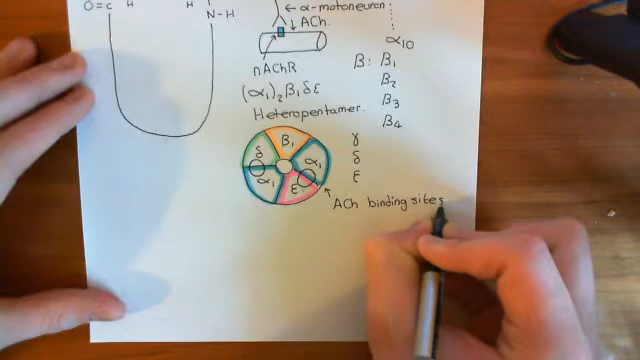 O=C H H
N-H
← α-motoneuron
↓ ACh.
nAChR
(α₁)₂β₁δε
Heteropentamer.
α₁₀
β: β₁
β₂
β₃
β₄
γ
δ
ε
β₁
δ
α₁
α₁
ε
ACh binding sites